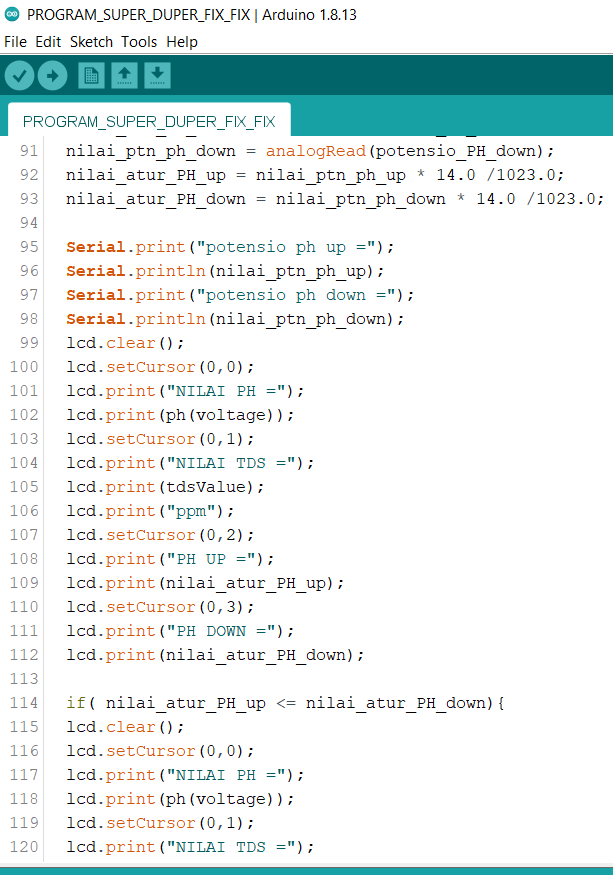 PROGRAM_SUPER_DUPER_FIX_FIX | Arduino 1.8.13
File Edit Sketch Tools Help
PROGRAM_SUPER_DUPER_FIX_FIX
91 nilai_ptn_ph_down = analogRead(potensio_PH_down);
92 nilai_atur_PH_up = nilai_ptn_ph_up * 14.0 /1023.0;
93 nilai_atur_PH_down = nilai_ptn_ph_down * 14.0 /1023.0;
94
95 Serial.print("potensio ph up =");
96 Serial.println(nilai_ptn_ph_up);
97 Serial.print("potensio ph down =");
98 Serial.println(nilai_ptn_ph_down);
99 lcd.clear();
100 lcd.setCursor(0,0);
101 lcd.print("NILAI PH =");
102 lcd.print(ph(voltage));
103 lcd.setCursor(0,1);
104 lcd.print("NILAI TDS =");
105 lcd.print(tdsValue);
106 lcd.print("ppm");
107 lcd.setCursor(0,2);
108 lcd.print("PH UP =");
109 lcd.print(nilai_atur_PH_up);
110 lcd.setCursor(0,3);
111 lcd.print("PH DOWN =");
112 lcd.print(nilai_atur_PH_down);
113
114 if( nilai_atur_PH_up <= nilai_atur_PH_down){
115 lcd.clear();
116 lcd.setCursor(0,0);
117 lcd.print("NILAI PH =");
118 lcd.print(ph(voltage));
119 lcd.setCursor(0,1);
120 lcd.print("NILAI TDS =");